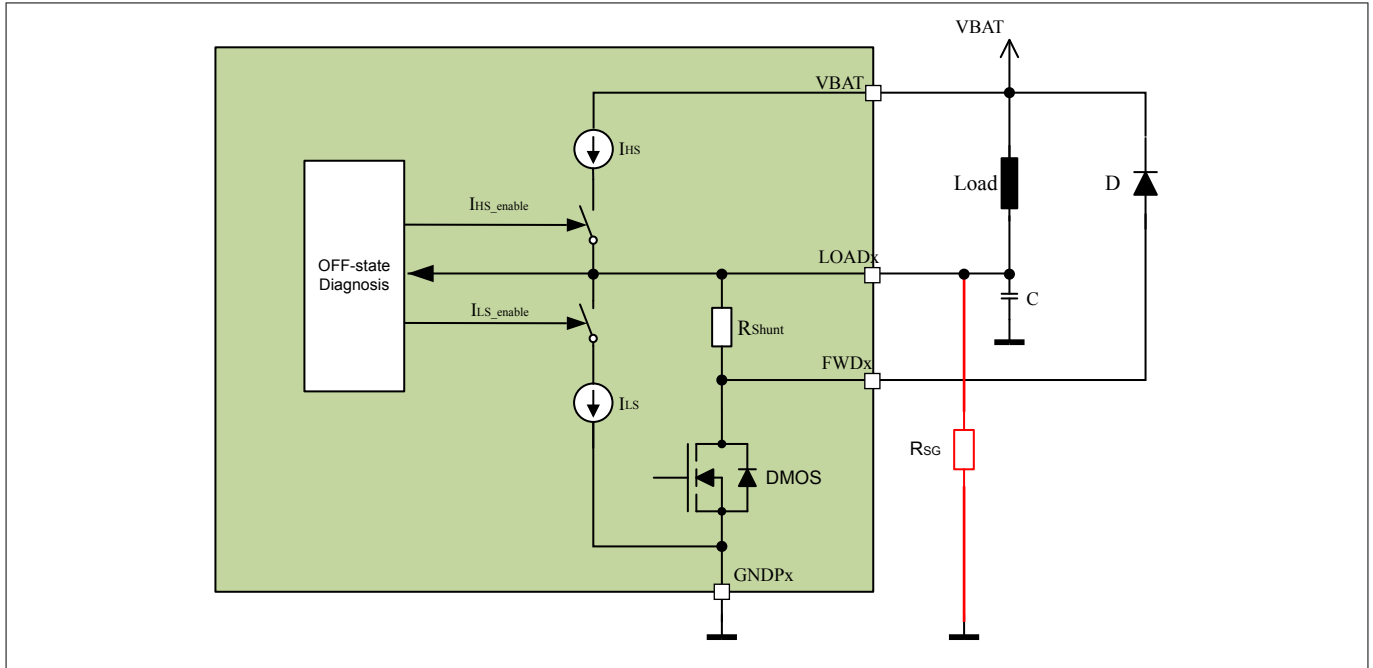 VBAT
VBAT
IHS
Load
D
IHS_enable
OFF-state
Diagnosis
LOADx
C
ILS_enable
RShunt
FWDx
ILS
RSG
DMOS
GNDPx